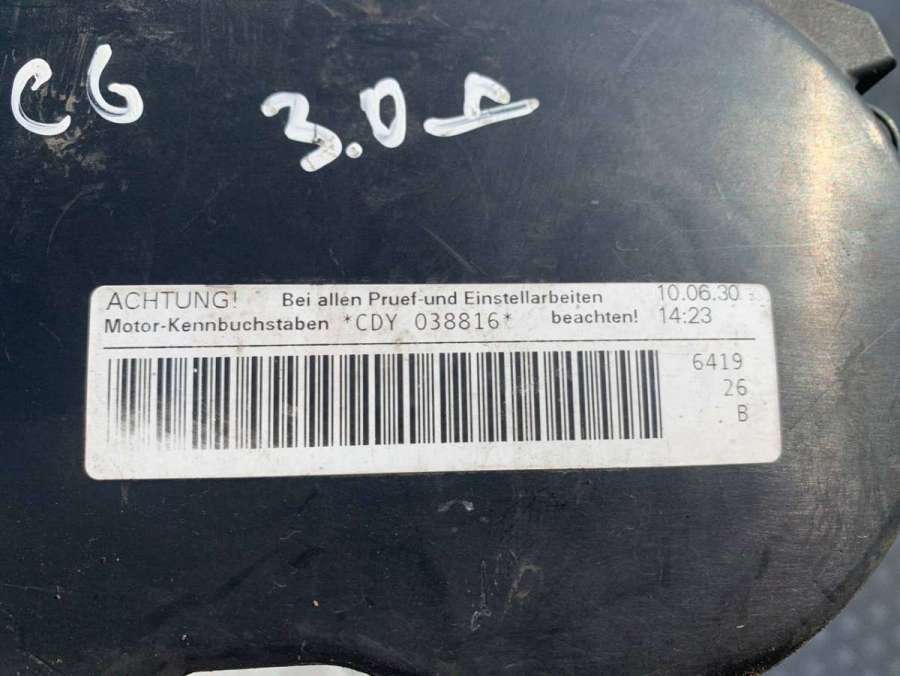 C6 3.0
ACHTUNG! Bei allen Pruef-und Einstellarbeiten 10.06.30
Motor-Kennbuchstaben *CDY 038816* beachten! 14:23
6419
26
B